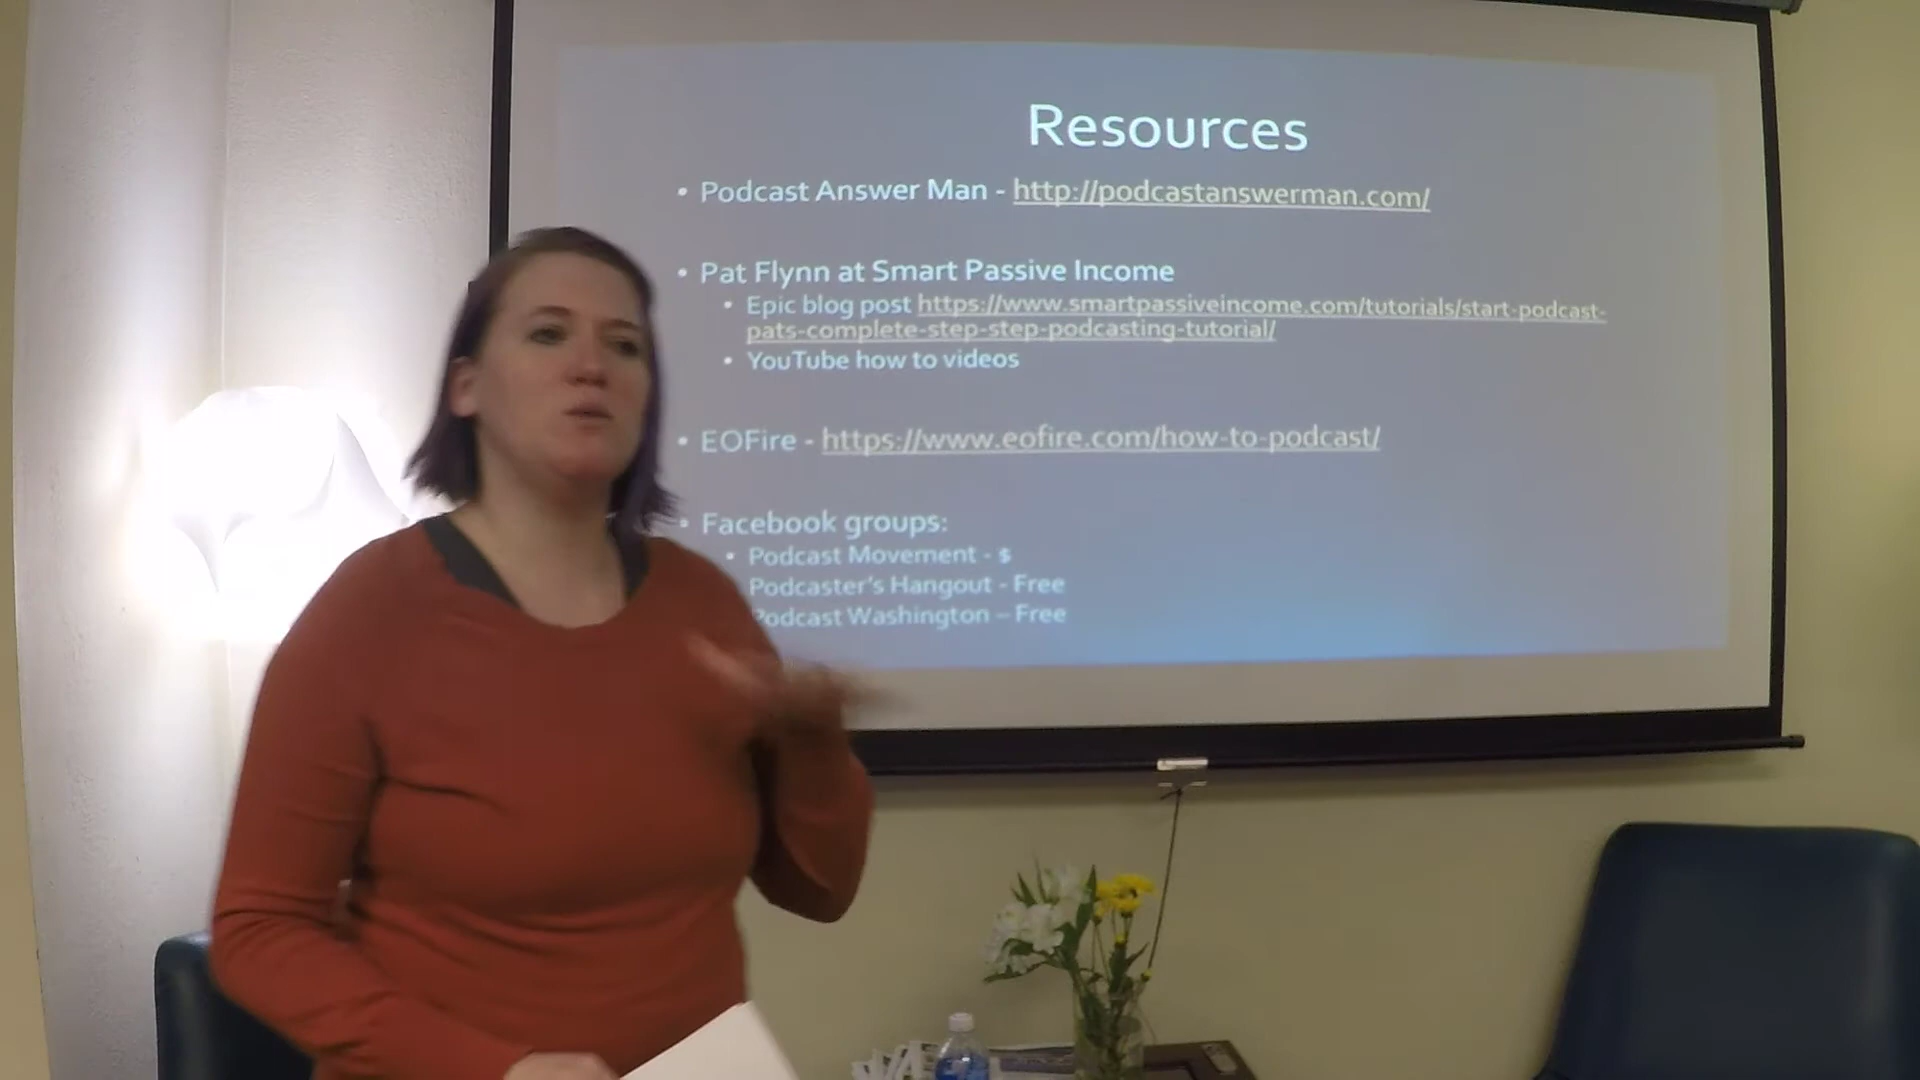 Resources
• Podcast Answer Man - http://podcastanswerman.com/
• Pat Flynn at Smart Passive Income
• Epic blog post https://www.smartpassiveincome.com/tutorials/start-podcast-
pats-complete-step-step-podcasting-tutorial/
• YouTube how to videos
• EOFire - https://www.eofire.com/how-to-podcast/
• Facebook groups:
• Podcast Movement - $
Podcaster's Hangout - Free
Podcast Washington – Free